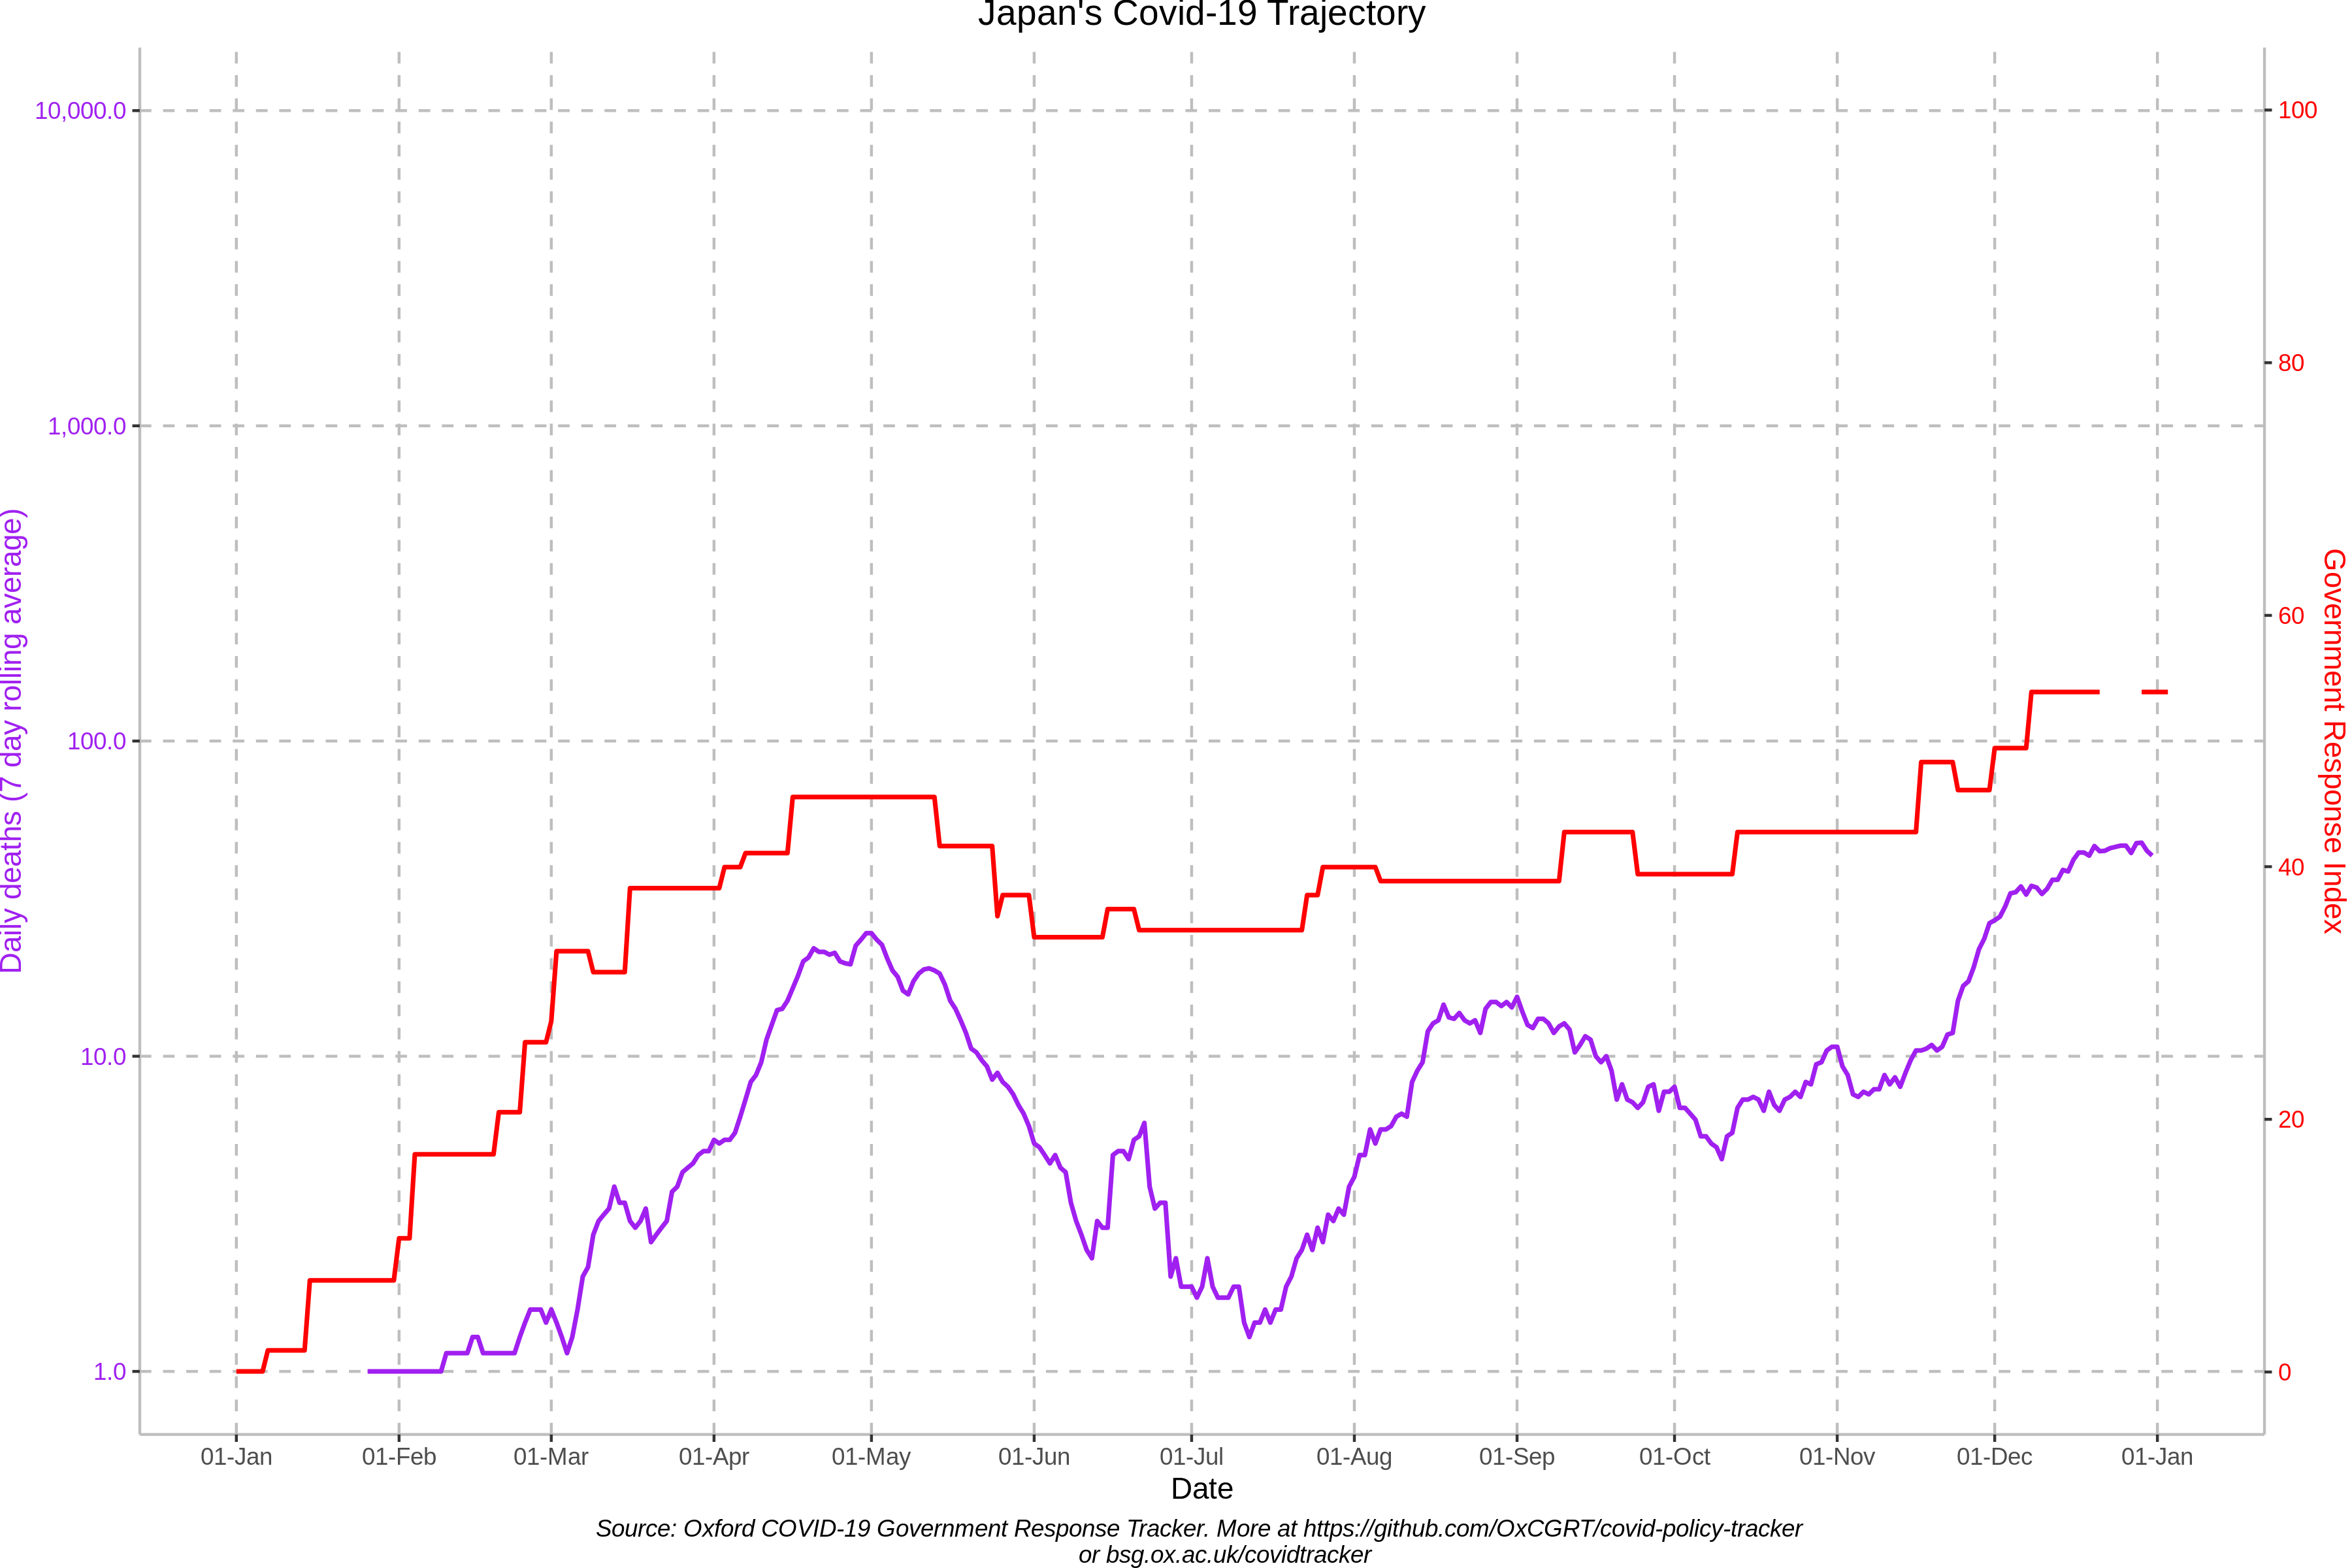 Japan's Covid-19 Trajectory
10,000.0
1,000.0
100.0
10.0
1.0
Daily deaths (7 day rolling average)
100
80
60
40
20
0
Government Response Index
01-Jan 01-Feb 01-Mar 01-Apr 01-May 01-Jun 01-Jul 01-Aug 01-Sep 01-Oct 01-Nov 01-Dec 01-Jan
Date
Source: Oxford COVID-19 Government Response Tracker. More at https://github.com/OxCGRT/covid-policy-tracker
or bsg.ox.ac.uk/covidtracker